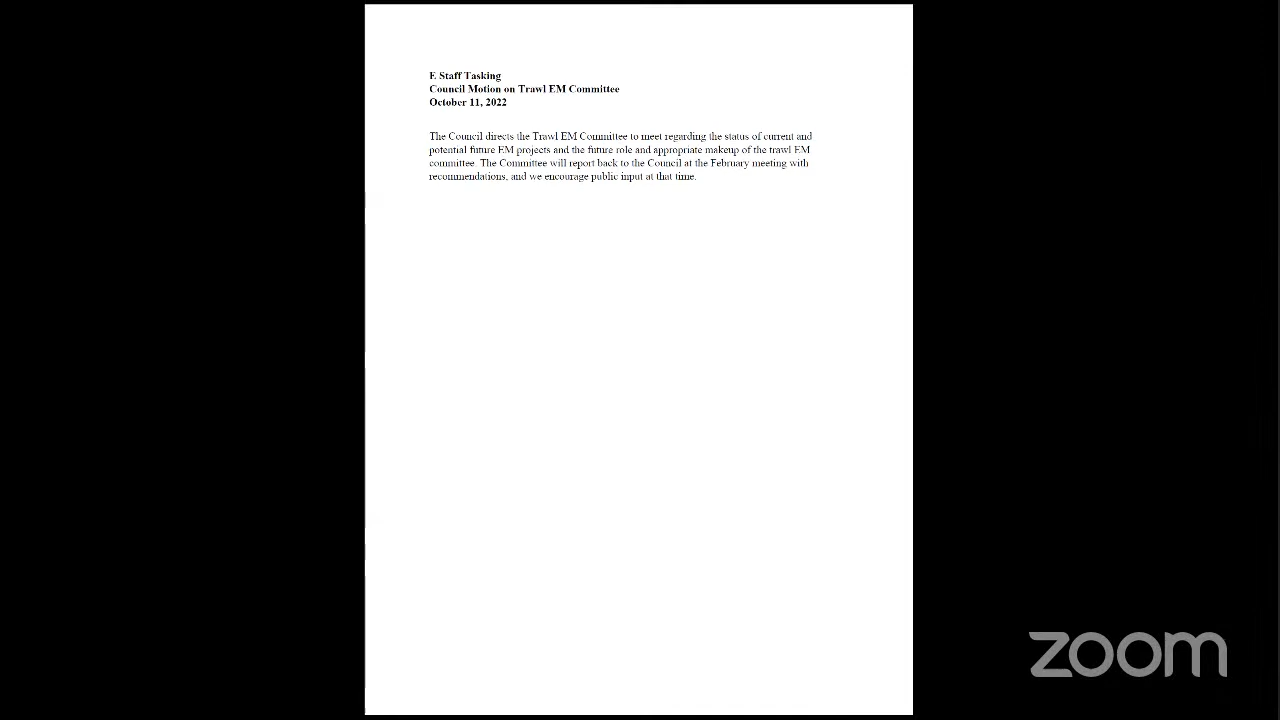 E Staff Tasking
Council Motion on Trawl EM Committee
October 11, 2022
The Council directs the Trawl EM Committee to meet regarding the status of current and
potential future EM projects and the future role and appropriate makeup of the trawl EM
committee. The Committee will report back to the Council at the February meeting with
recommendations, and we encourage public input at that time.
zoom